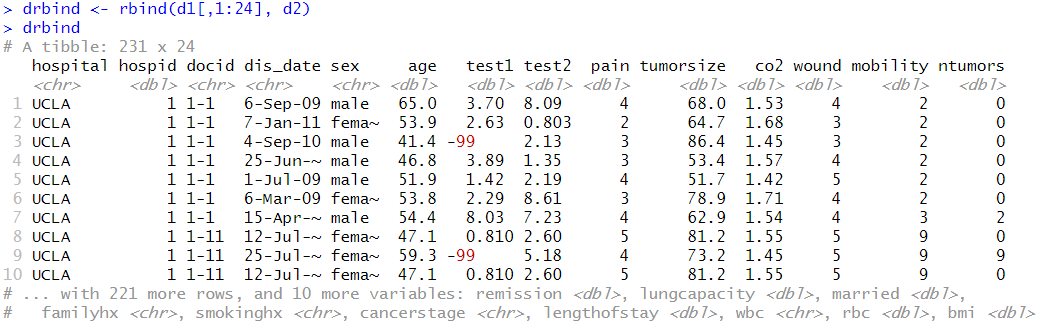 > drbind <- rbind(d1[,1:24], d2)
> drbind
# A tibble: 231 x 24
hospital hospid docid dis_date sex age test1 test2 pain tumorsize co2 wound mobility ntumors
<chr> <dbl> <chr> <chr> <chr> <dbl> <dbl> <dbl> <dbl> <dbl> <dbl> <dbl> <dbl> <dbl>
1 UCLA 1 1-1 6-Sep-09 male 65.0 3.70 8.09 4 68.0 1.53 4 2 0
2 UCLA 1 1-1 7-Jan-11 fema~ 53.9 2.63 0.803 2 64.7 1.68 3 2 0
3 UCLA 1 1-1 4-Sep-10 male 41.4 -99 2.13 3 86.4 1.45 3 2 0
4 UCLA 1 1-1 25-Jun-~ male 46.8 3.89 1.35 3 53.4 1.57 4 2 0
5 UCLA 1 1-1 1-Jul-09 male 51.9 1.42 2.19 4 51.7 1.42 5 2 0
6 UCLA 1 1-1 6-Mar-09 fema~ 53.8 2.29 8.61 3 78.9 1.71 4 2 0
7 UCLA 1 1-1 15-Apr-~ male 54.4 8.03 7.23 4 62.9 1.54 4 3 2
8 UCLA 1 1-11 12-Jul-~ fema~ 47.1 0.810 2.60 5 81.2 1.55 5 9 0
9 UCLA 1 1-11 25-Jul-~ fema~ 59.3 -99 5.18 4 73.2 1.45 5 9 9
10 UCLA 1 1-11 12-Jul-~ fema~ 47.1 0.810 2.60 5 81.2 1.55 5 9 0
# ... with 221 more rows, and 10 more variables: remission <dbl>, lungcapacity <dbl>, married <dbl>,
# familyhx <chr>, smokinghx <chr>, cancerstage <chr>, lengthofstay <dbl>, wbc <chr>, rbc <dbl>, bmi <dbl>